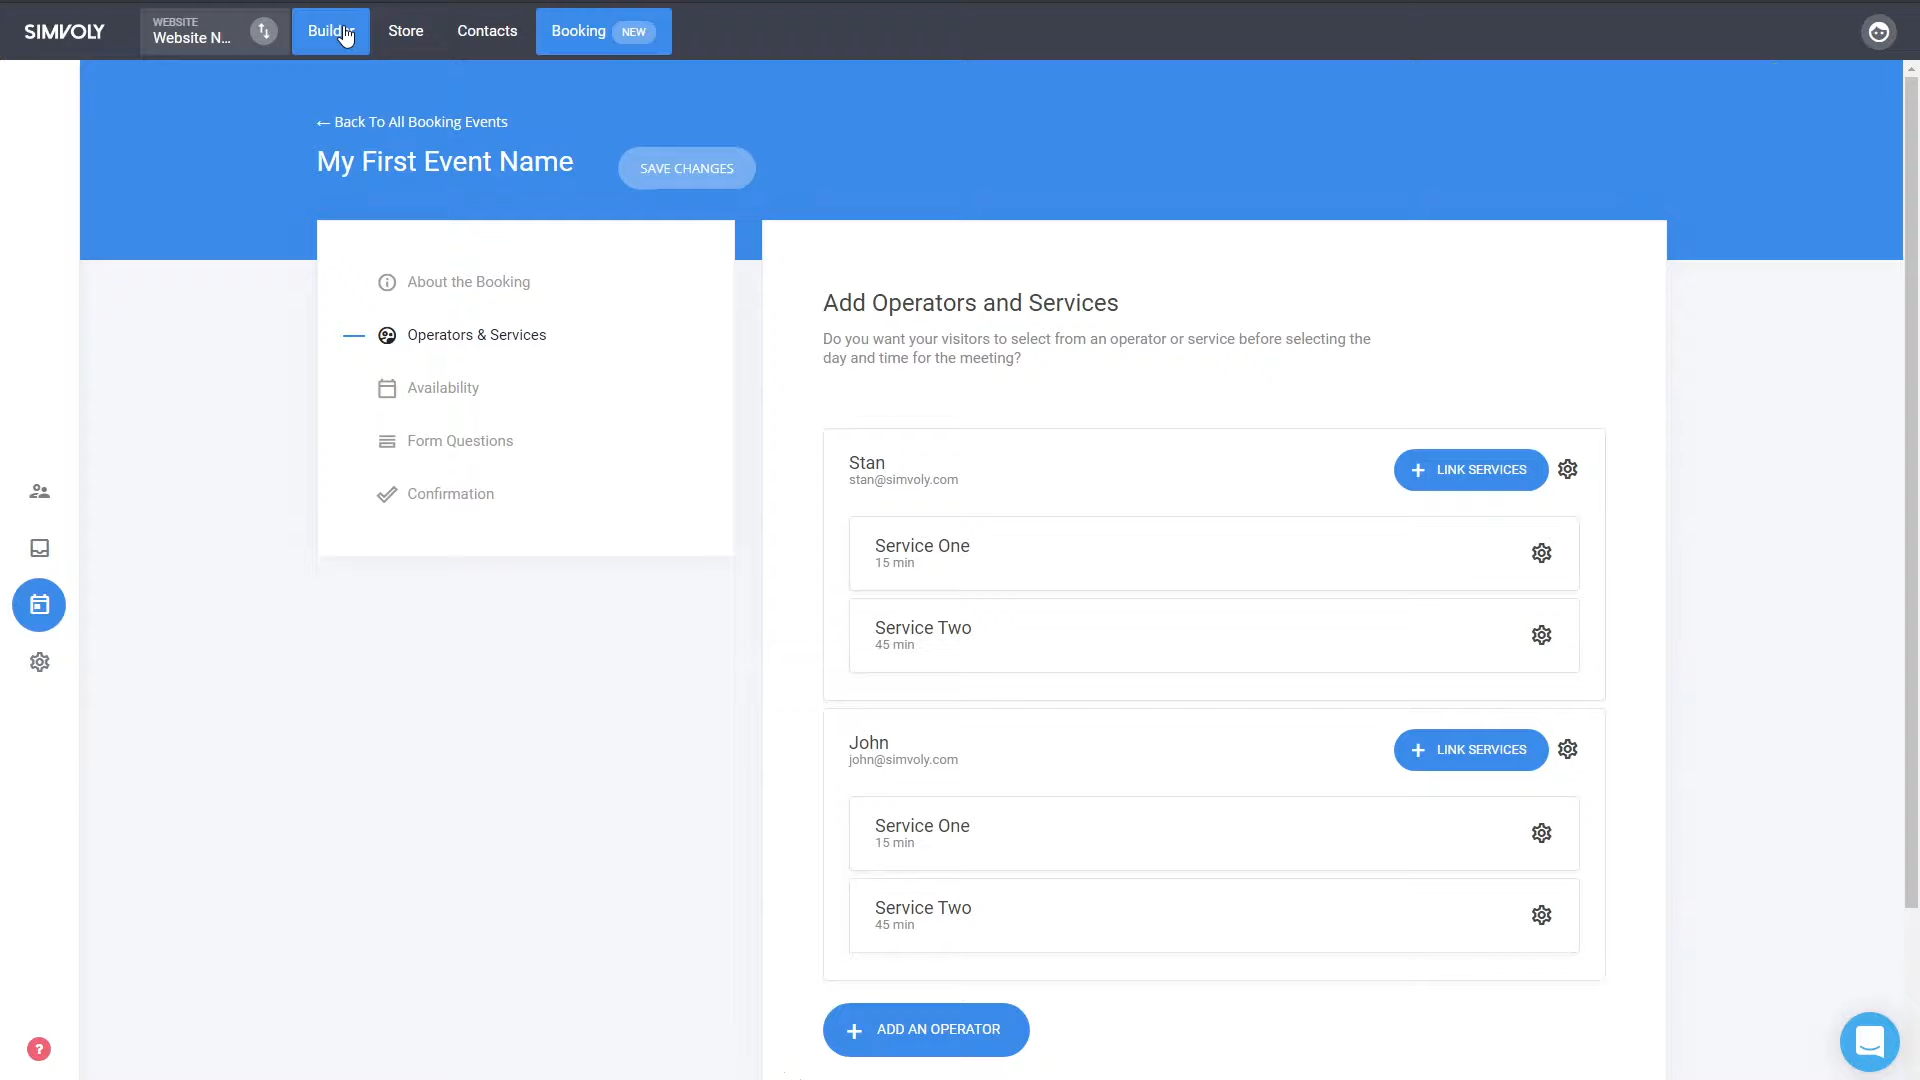 SIMVOLY
WEBSITE
Website N...
Builder
Store
Contacts
Booking NEW
← Back To All Booking Events
My First Event Name
SAVE CHANGES
About the Booking
Operators & Services
Availability
Form Questions
Confirmation
Add Operators and Services
Do you want your visitors to select from an operator or service before selecting the
day and time for the meeting?
Stan
stan@simvoly.com
+ LINK SERVICES
Service One
15 min
Service Two
45 min
John
john@simvoly.com
+ LINK SERVICES
Service One
15 min
Service Two
45 min
+ ADD AN OPERATOR
?